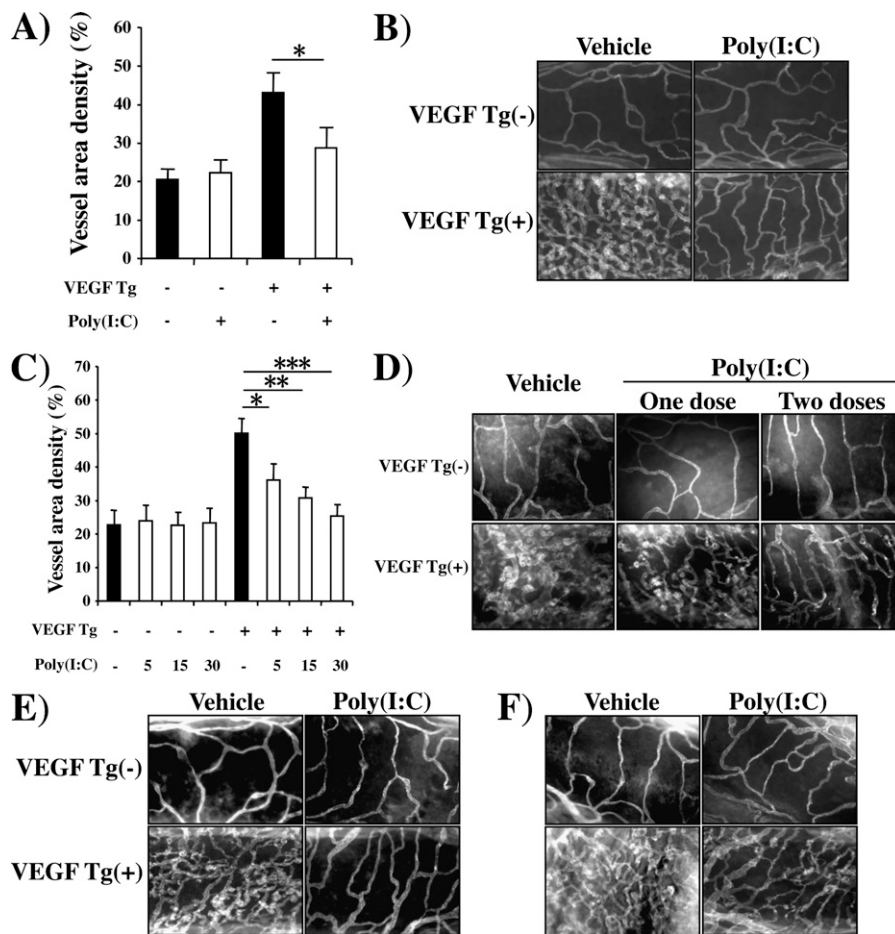 A)
Vessel area density (%)
60
50
40
30
20
10
0
*
VEGF Tg - - + +
Poly(I:C) - + - +
B)
Vehicle Poly(I:C)
VEGF Tg(-)
VEGF Tg(+)
C)
Vessel area density (%)
70
60
50
40
30
20
10
0
***
**
*
VEGF Tg - - - - + + + +
Poly(I:C) - 5 15 30 - 5 15 30
D)
Vehicle Poly(I:C)
One dose Two doses
VEGF Tg(-)
VEGF Tg(+)
E)
Vehicle Poly(I:C)
VEGF Tg(-)
VEGF Tg(+)
F)
Vehicle Poly(I:C)